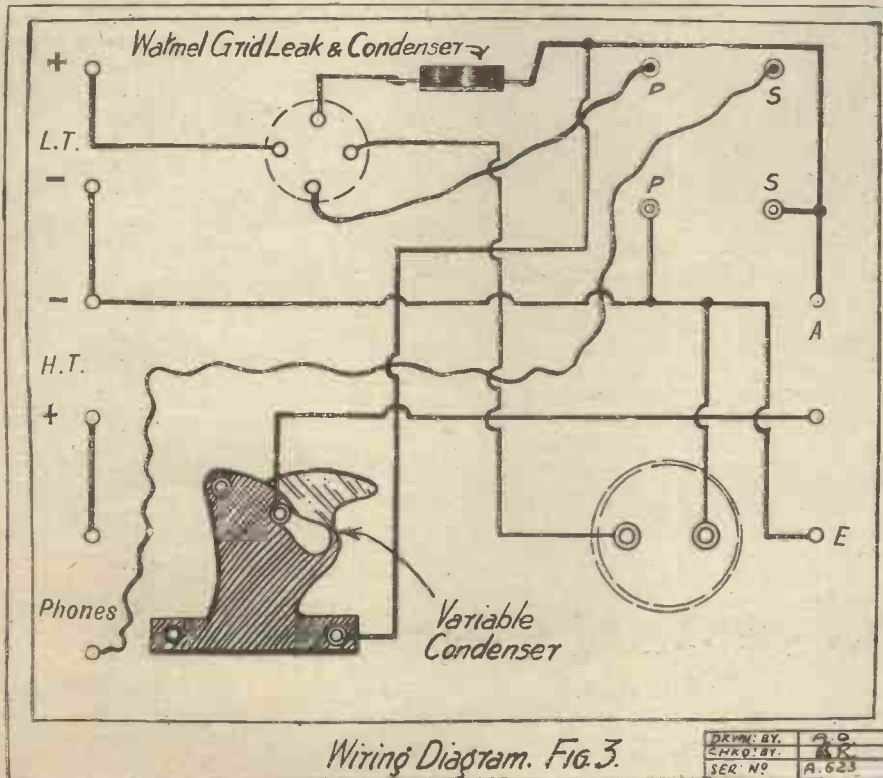 Watmel Grid Leak & Condenser
+
L.T.
P
S
-
P
S
-
A
H.T.
+
E
Phones
Variable
Condenser
Wiring Diagram. FIG. 3.
DRWN: BY. A.O
CHKD: BY. R.
SER: Nº A.623